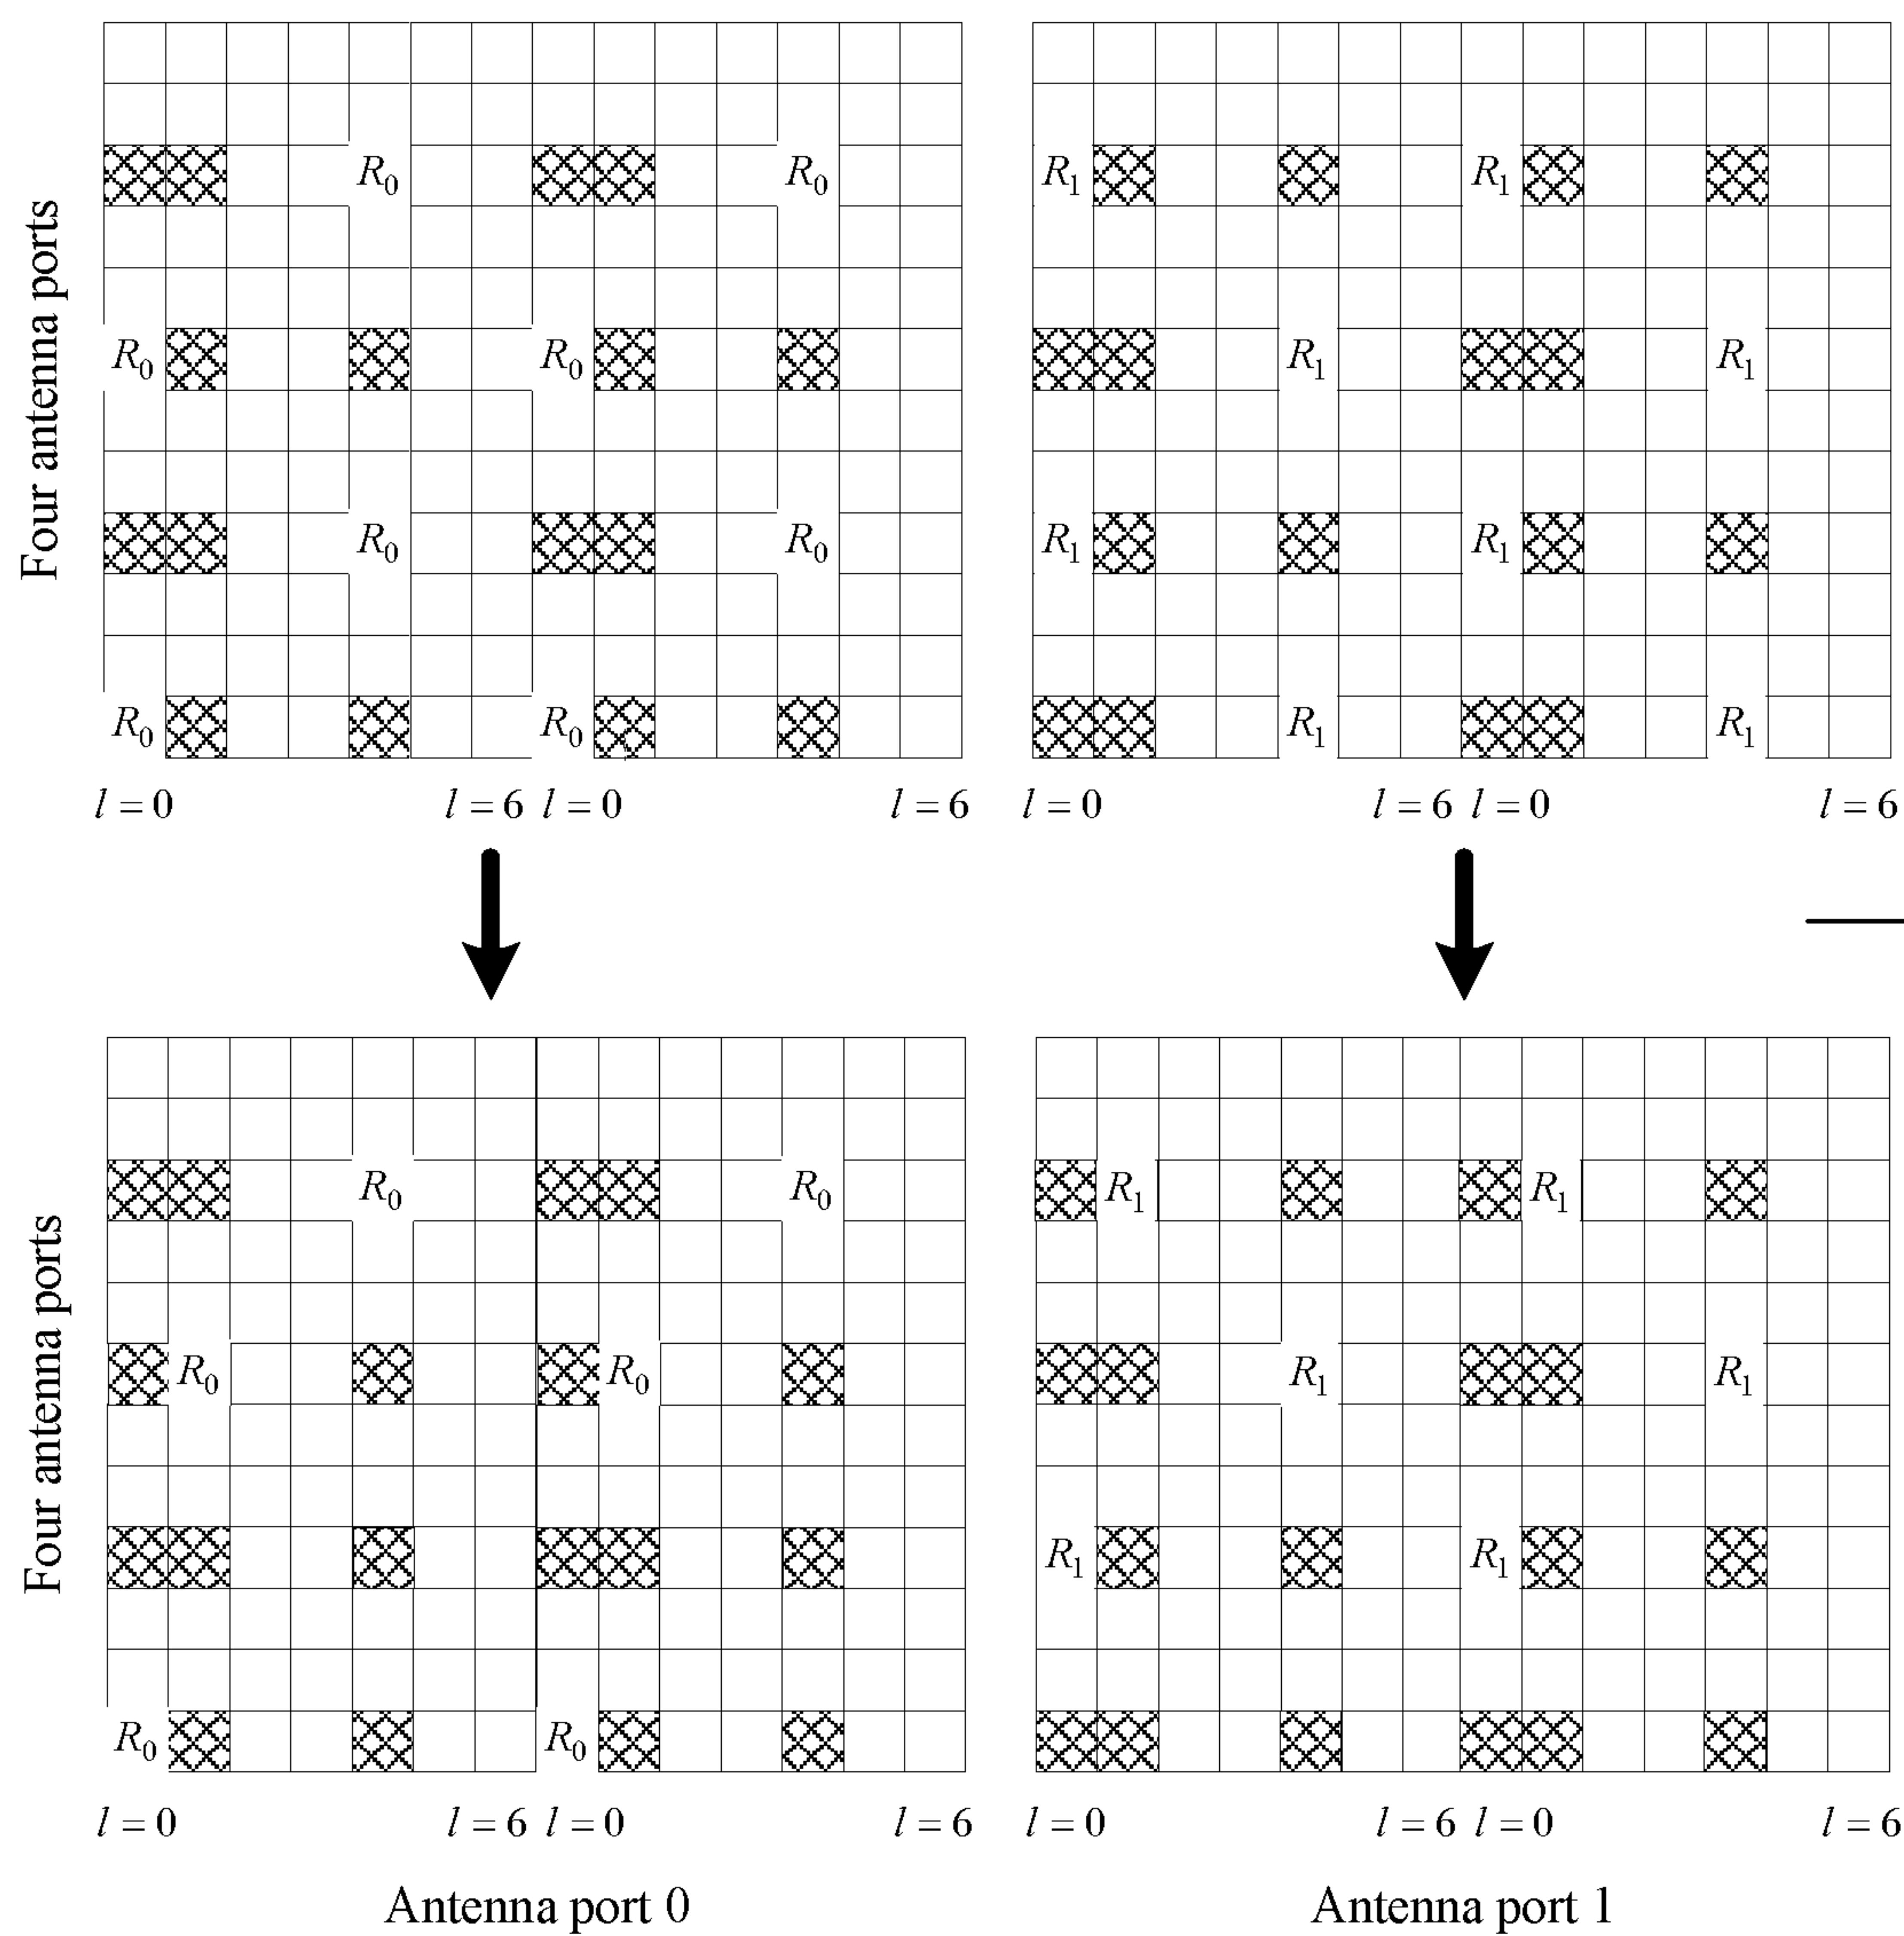 Four antenna ports
R0 R0 R1 R1
R0 R0 R1 R1
R0 R0 R1 R1
R0 R0 R1 R1
l = 0 l = 6 l = 0 l = 6 l = 0 l = 6 l = 0 l = 6
Four antenna ports
R0 R0 R1 R1
R0 R0 R1 R1
R1 R1
R0 R0
l = 0 l = 6 l = 0 l = 6 l = 0 l = 6 l = 0 l = 6
Antenna port 0 Antenna port 1